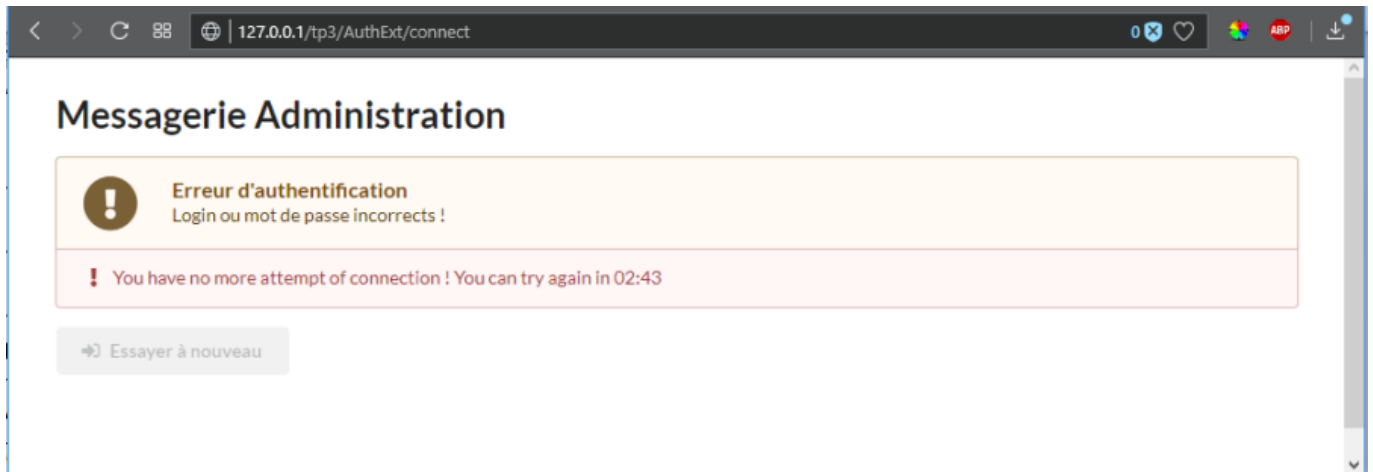 127.0.0.1/tp3/AuthExt/connect 0 ABP
Messagerie Administration
Erreur d'authentification
Login ou mot de passe incorrects !
! You have no more attempt of connection ! You can try again in 02:43
Essayer à nouveau